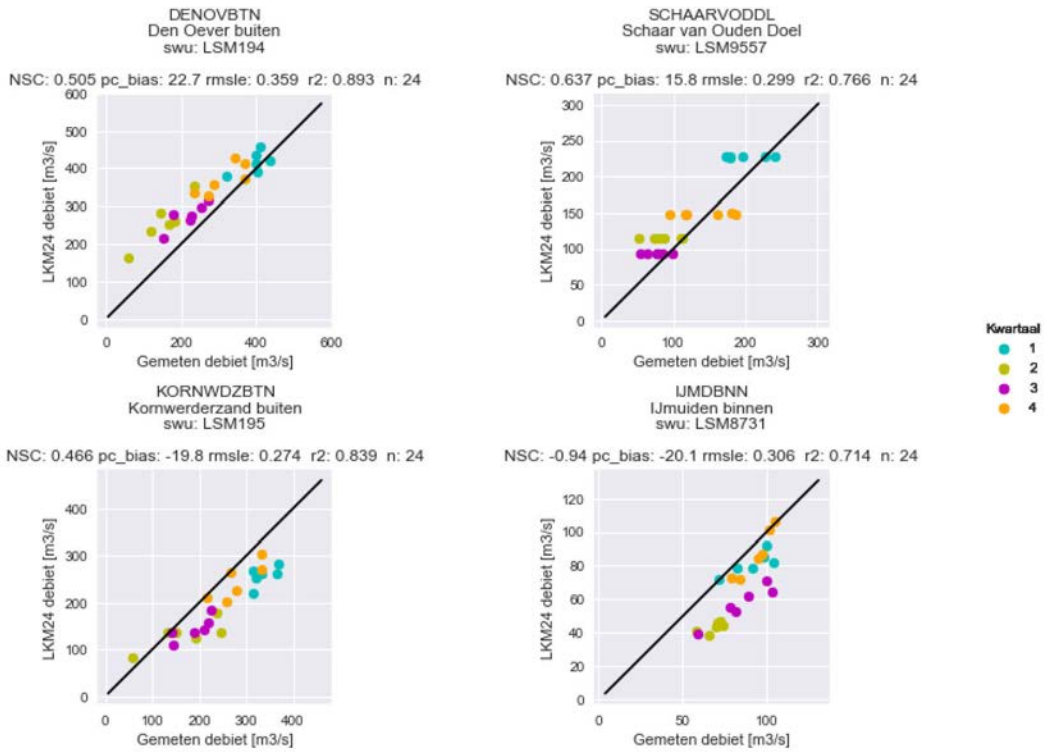 DENOVBTN
Den Oever buiten
swu: LSM194
NSC: 0.505 pc_bias: 22.7 rmsle: 0.359 r2: 0.893 n: 24
600
500
400
300
200
100
0
LKM24 debiet [m3/s]
0 200 400 600
Gemeten debiet [m3/s]
SCHAARVODDL
Schaar van Ouden Doel
swu: LSM9557
NSC: 0.637 pc_bias: 15.8 rmsle: 0.299 r2: 0.766 n: 24
300
250
200
150
100
50
0
LKM24 debiet [m3/s]
0 100 200 300
Gemeten debiet [m3/s]
Kwartaal
1
2
3
4
KORNWDZBTN
Kornwerderzand buiten
swu: LSM195
NSC: 0.466 pc_bias: -19.8 rmsle: 0.274 r2: 0.839 n: 24
400
300
200
100
0
LKM24 debiet [m3/s]
0 100 200 300 400
Gemeten debiet [m3/s]
IJMDBNN
IJmuiden binnen
swu: LSM8731
NSC: -0.94 pc_bias: -20.1 rmsle: 0.306 r2: 0.714 n: 24
120
100
80
60
40
20
0
LKM24 debiet [m3/s]
0 50 100
Gemeten debiet [m3/s]